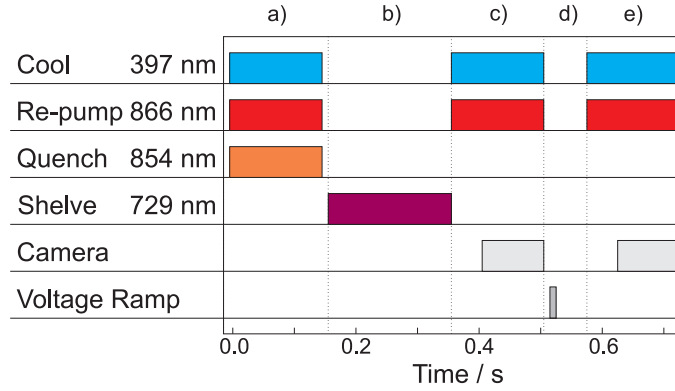 a) b) c) d) e)
Cool 397 nm
Re-pump 866 nm
Quench 854 nm
Shelve 729 nm
Camera
Voltage Ramp
0.0 0.2 0.4 0.6
Time / s